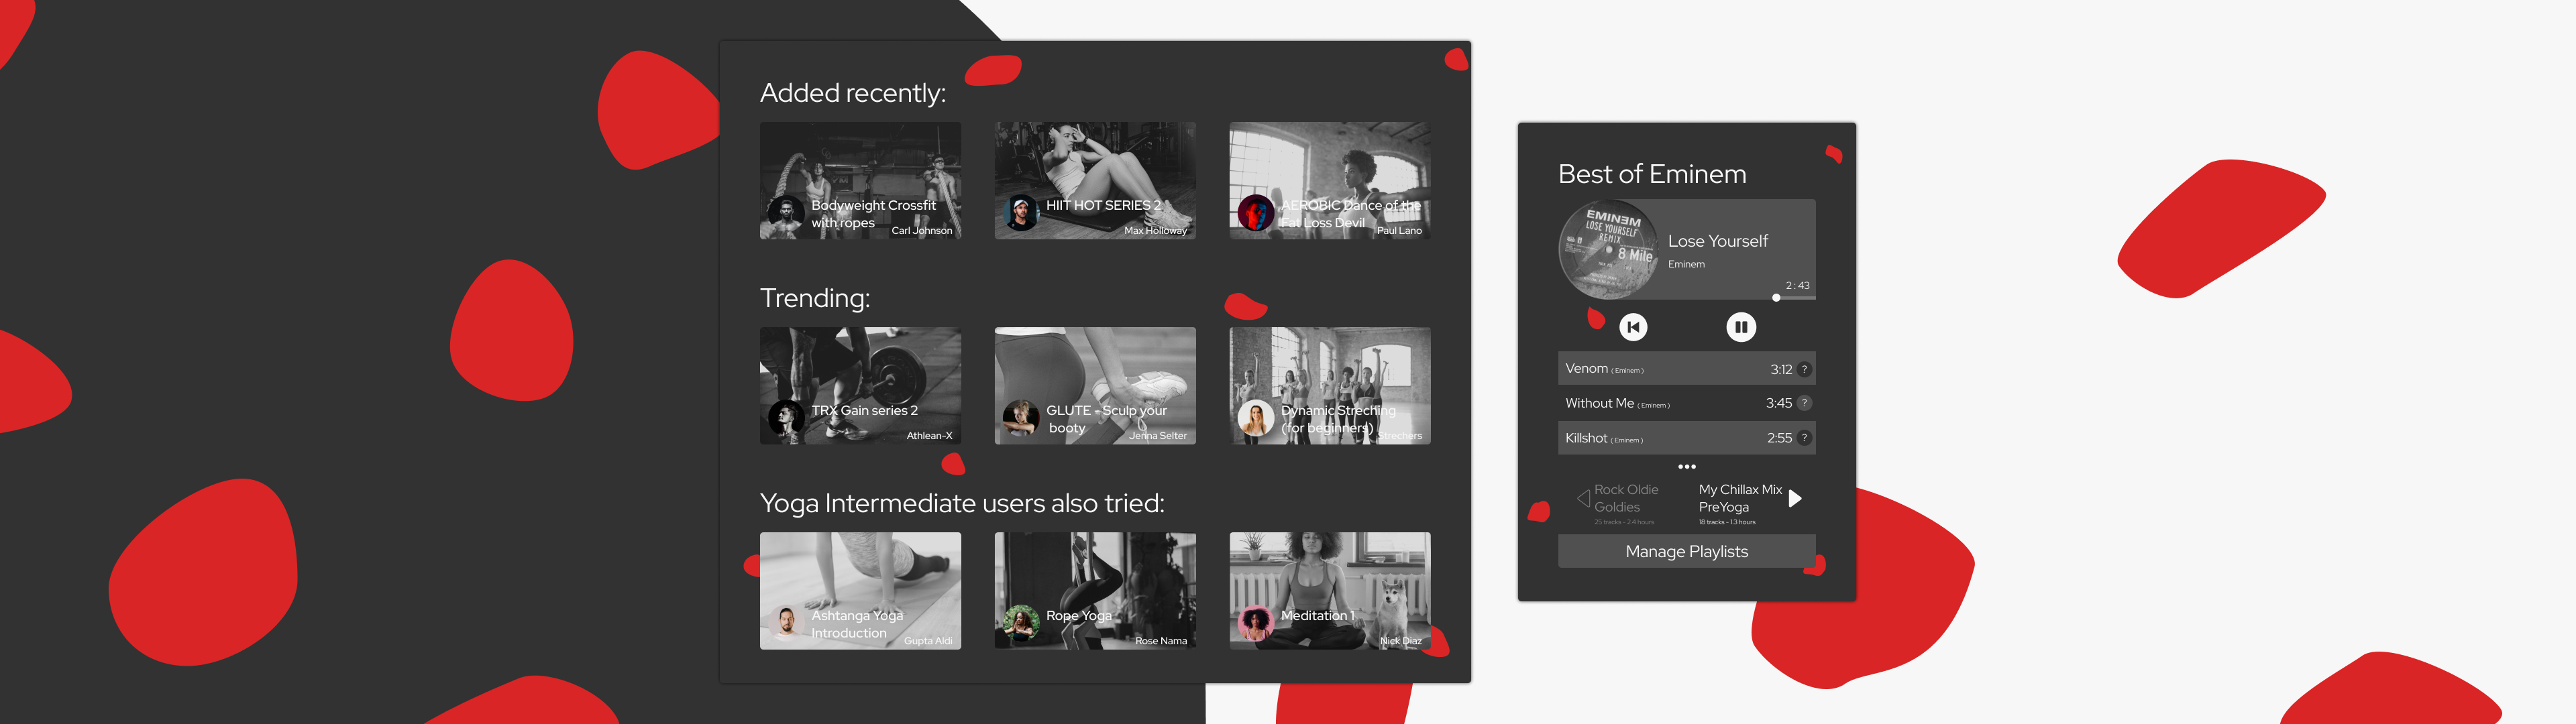 Added recently:
Bodyweight Crossfit
with ropes
Carl Johnson
HIIT HOT SERIES 2
Max Holloway
AEROBIC Dance of the
Fat Loss Devil
Paul Lano
Trending:
TRX Gain series 2
Athlean-X
GLUTE - Sculp your
booty
Jenna Selter
Dynamic Streching
(for beginners)
Strechers
Yoga Intermediate users also tried:
Ashtanga Yoga
Introduction
Gupta Aldi
Rope Yoga
Rose Nama
Meditation 1
Nick Diaz
Best of Eminem
EMINEM
LOSE YOURSELF
REMIX
8 Mile
Lose Yourself
Eminem
2 : 43
Venom ( Eminem ) 3:12 ?
Without Me ( Eminem ) 3:45 ?
Killshot ( Eminem ) 2:55 ?
Rock Oldie
Goldies
25 tracks - 2.4 hours
My Chillax Mix
PreYoga
18 tracks - 1.3 hours
Manage Playlists